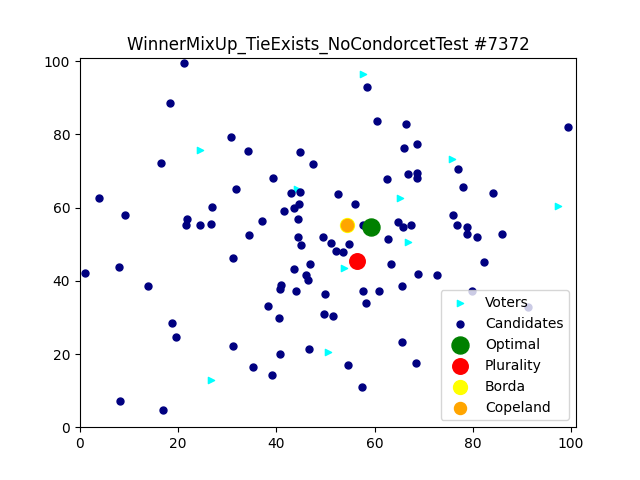 WinnerMixUp_TieExists_NoCondorcetTest #7372
100
80
60
40
20
0
0 20 40 60 80 100
Voters
Candidates
Optimal
Plurality
Borda
Copeland